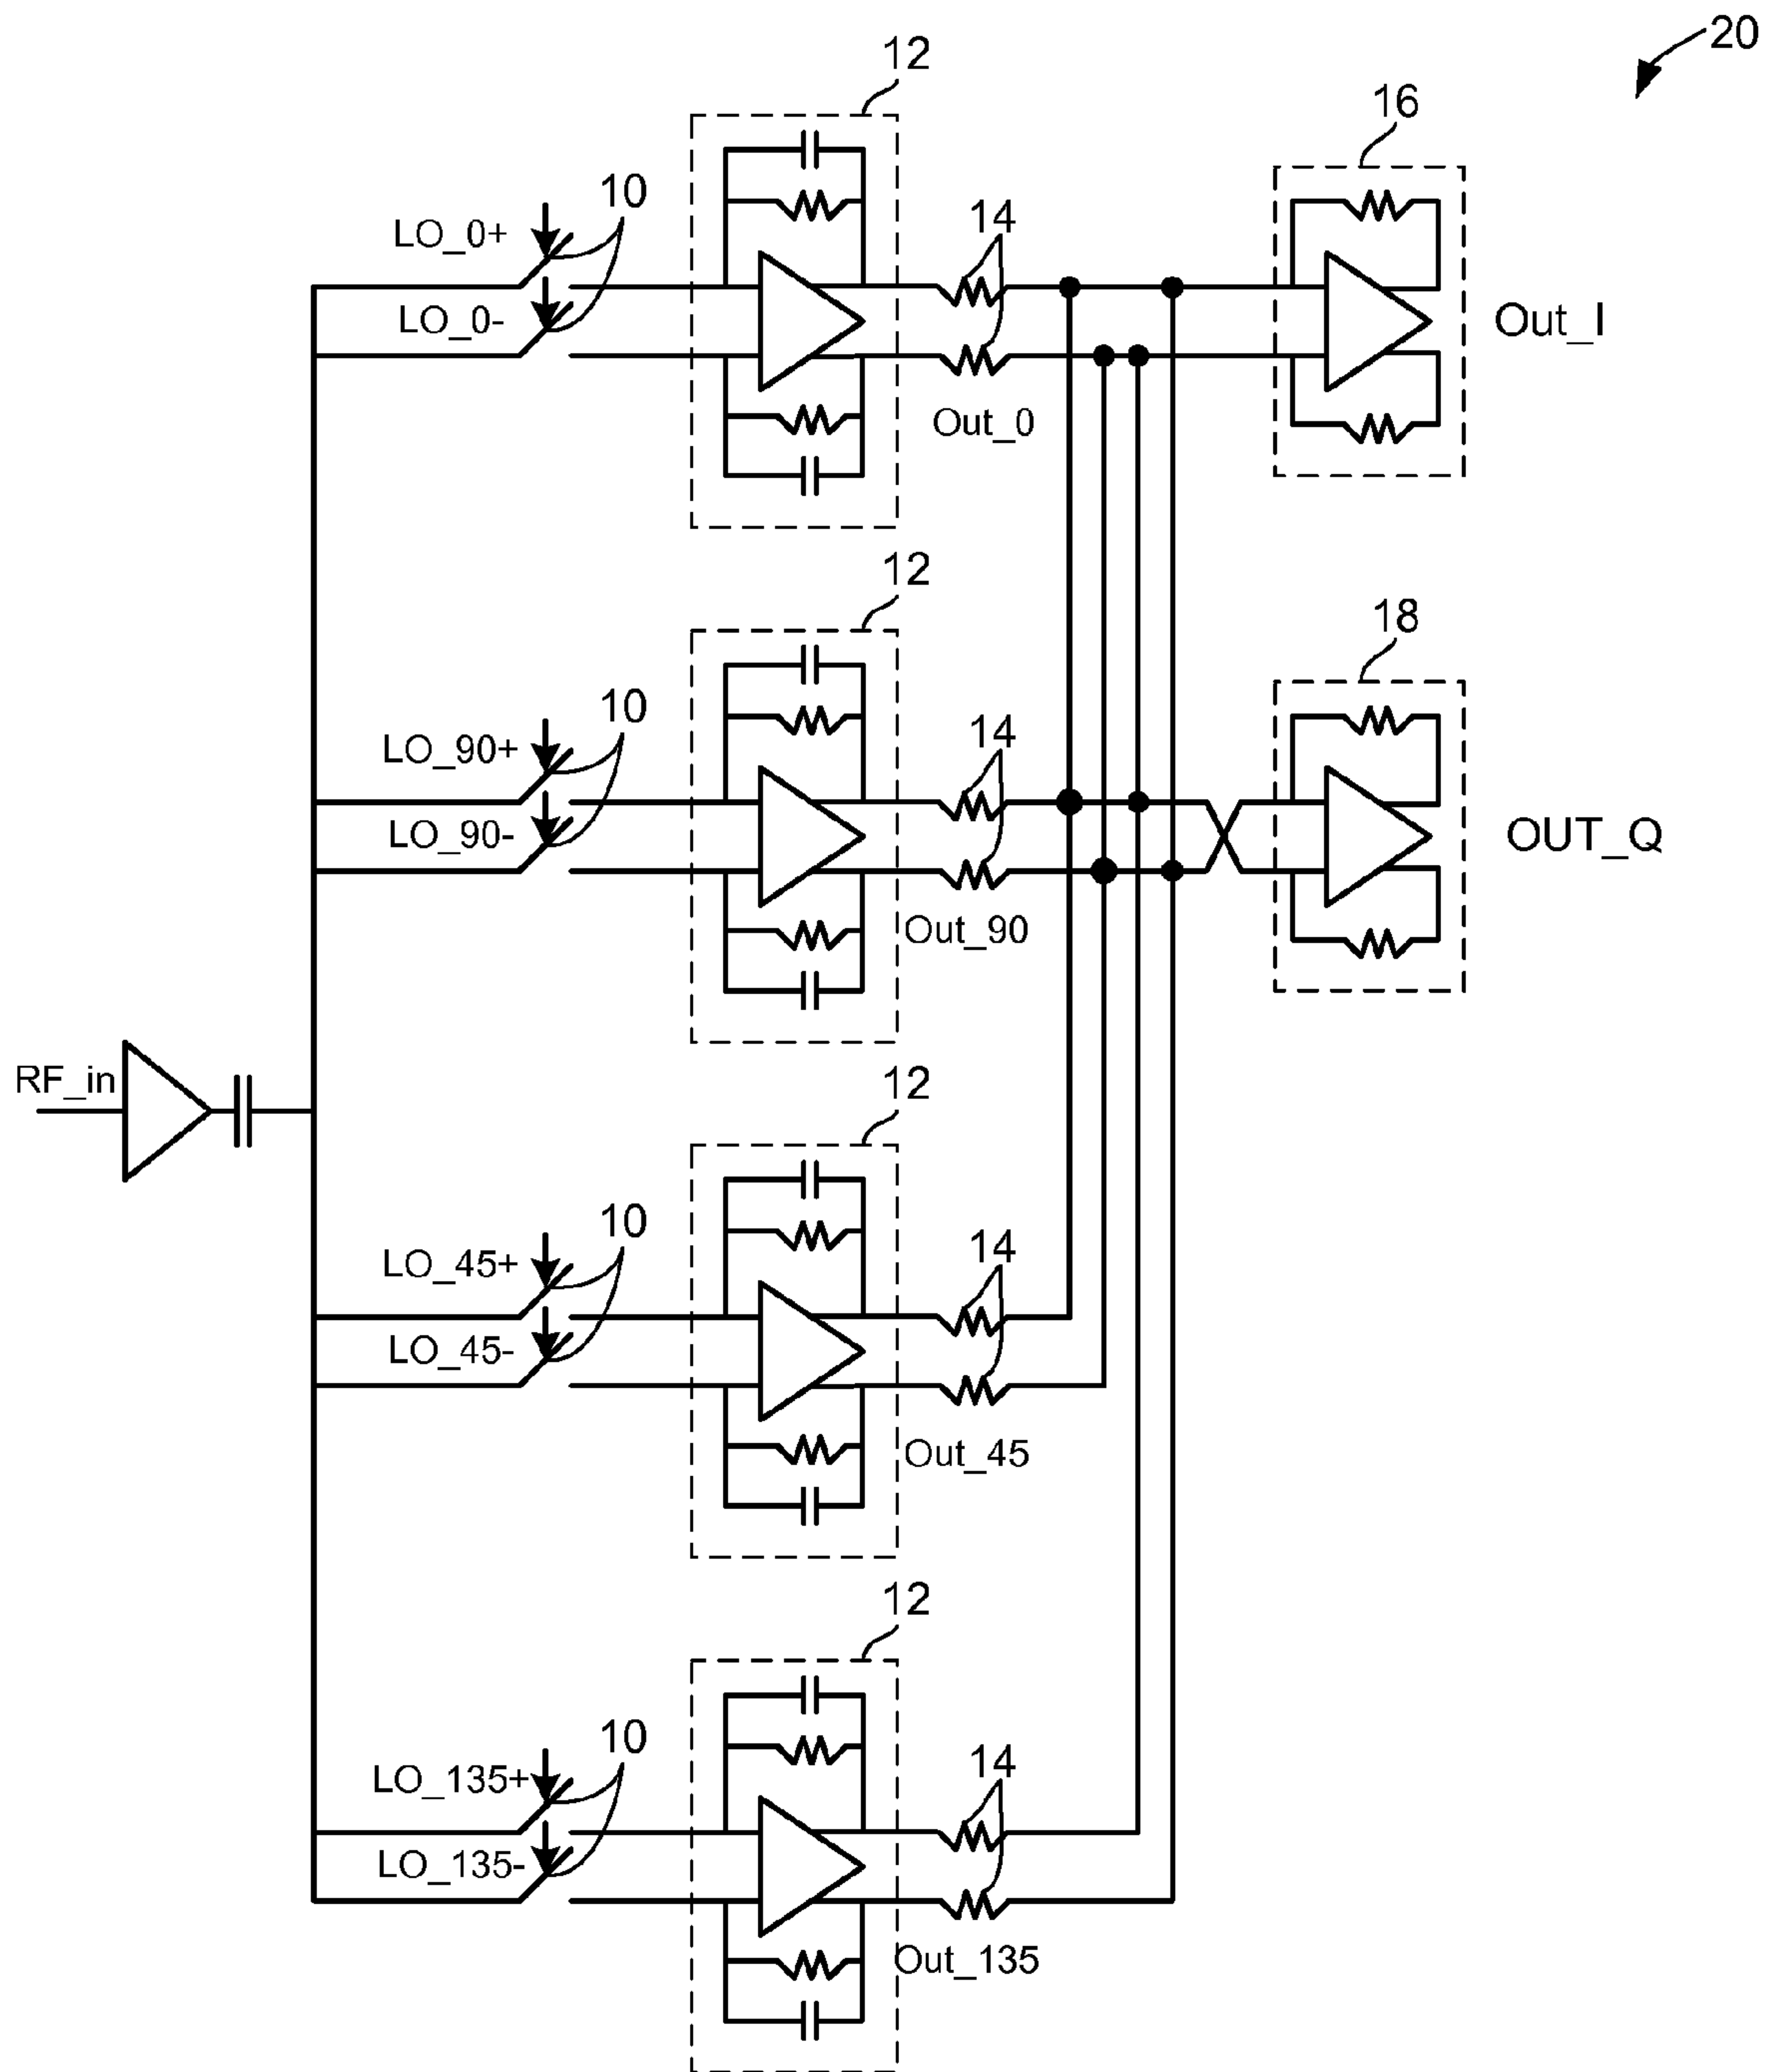 20
12
16
10
14
LO_0+
LO_0-
Out_I
Out_0
12
18
10
14
LO_90+
LO_90-
OUT_Q
Out_90
RF_in
12
10
14
LO_45+
LO_45-
Out_45
12
10
14
LO_135+
LO_135-
Out_135